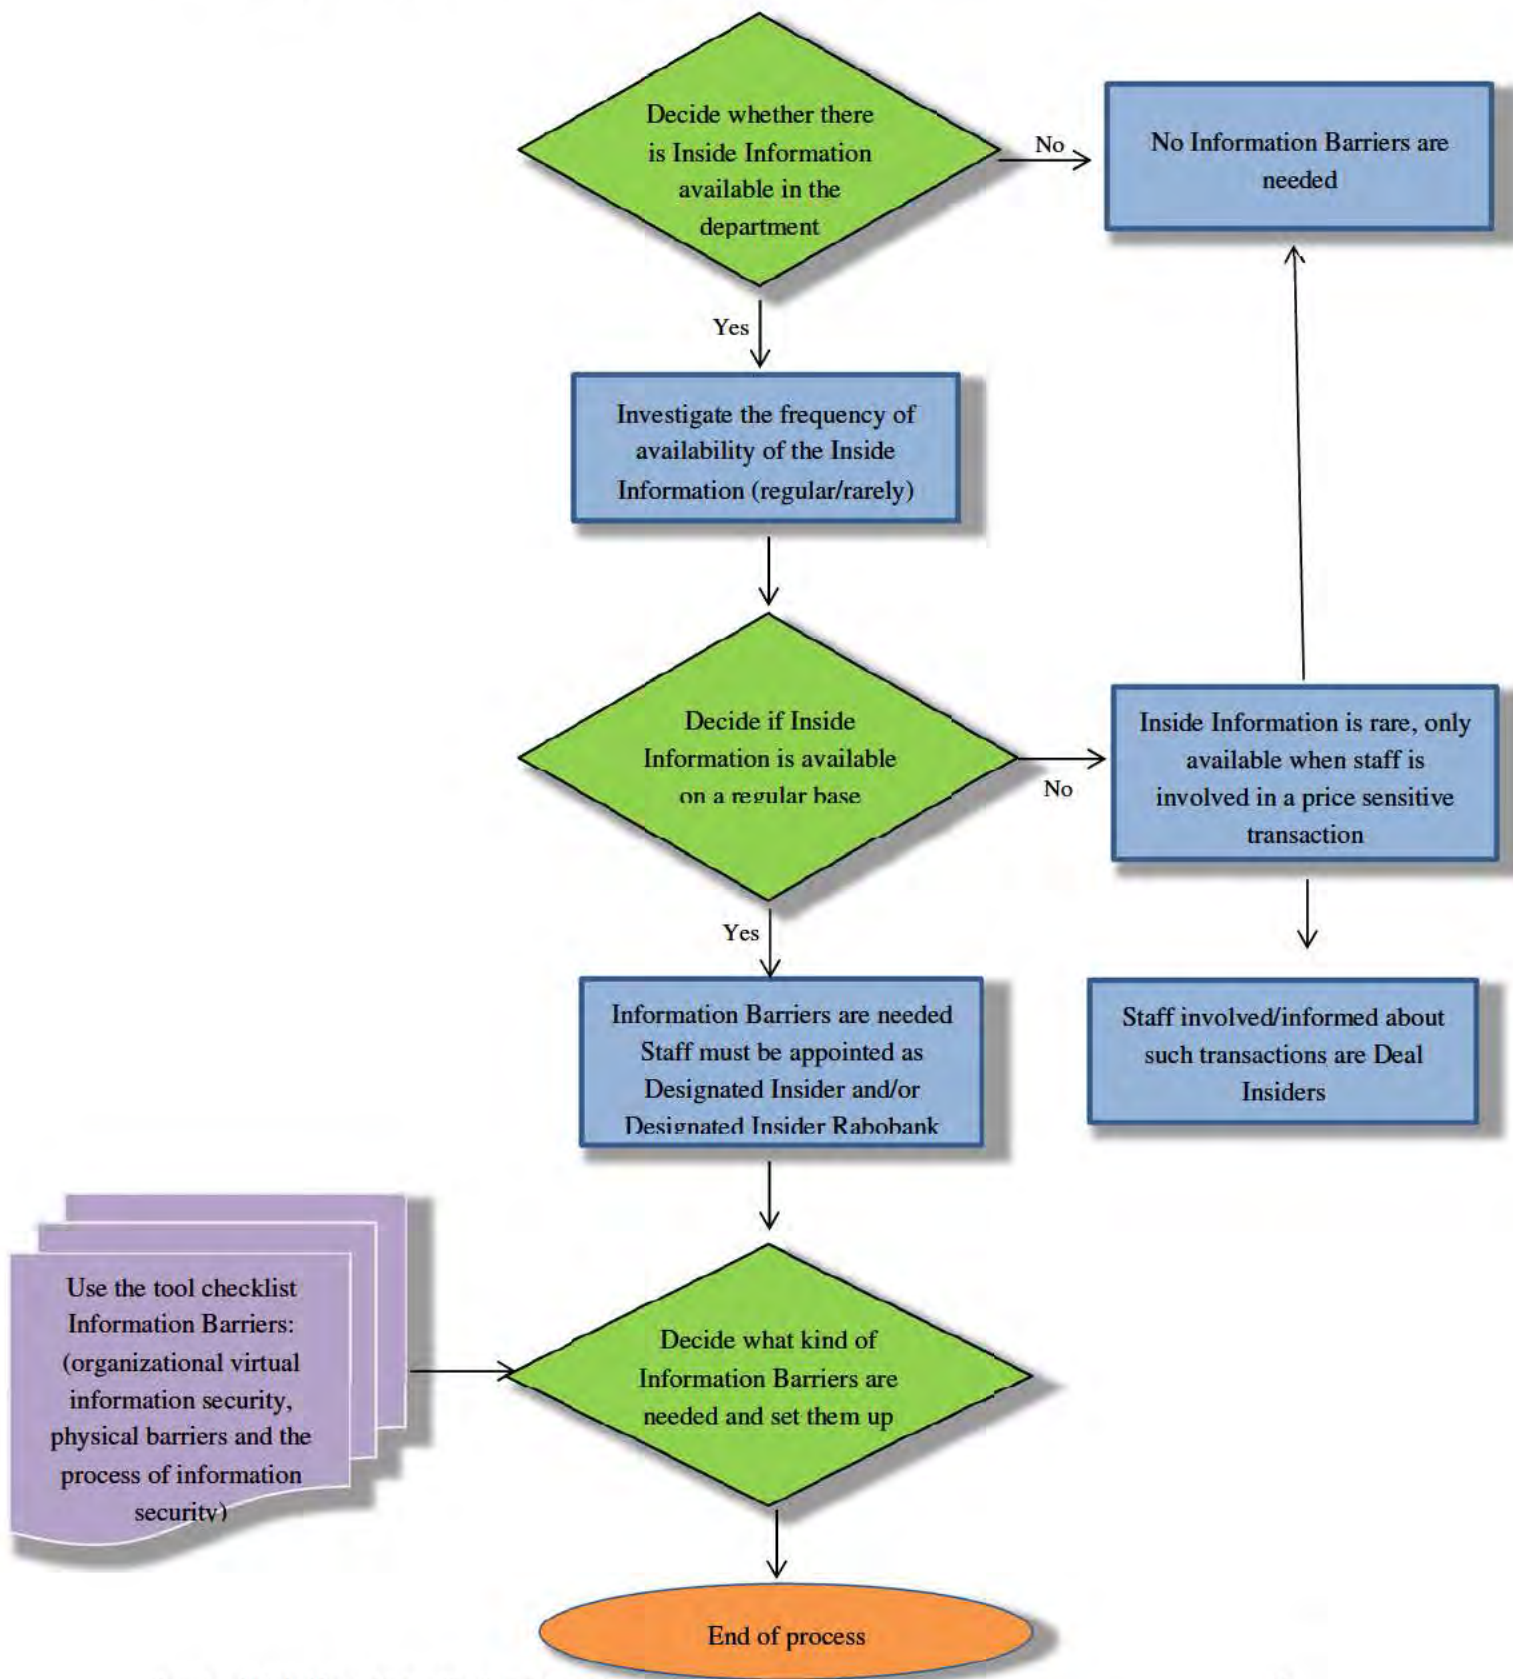 Decide whether there
is Inside Information
available in the
department
No
No Information Barriers are
needed
Yes
Investigate the frequency of
availability of the Inside
Information (regular/rarely)
Decide if Inside
Information is available
on a regular base
No
Inside Information is rare, only
available when staff is
involved in a price sensitive
transaction
Yes
Information Barriers are needed
Staff must be appointed as
Designated Insider and/or
Designated Insider Rabobank
Staff involved/informed about
such transactions are Deal
Insiders
Use the tool checklist
Information Barriers:
(organizational virtual
information security,
physical barriers and the
process of information
security)
Decide what kind of
Information Barriers are
needed and set them up
End of process